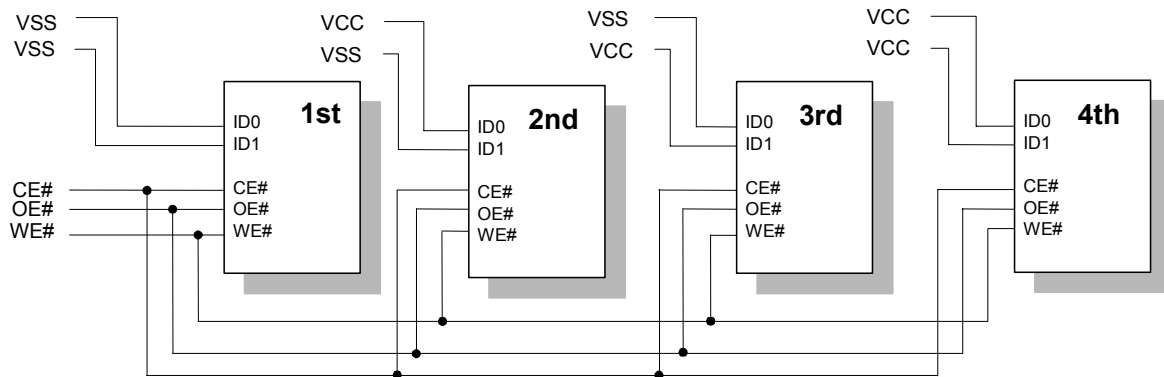 VSS
VSS
VCC
VSS
VSS
VCC
VCC
VCC
1st
ID0
ID1
CE#
OE#
WE#
2nd
ID0
ID1
CE#
OE#
WE#
3rd
ID0
ID1
CE#
OE#
WE#
4th
ID0
ID1
CE#
OE#
WE#
CE#
OE#
WE#